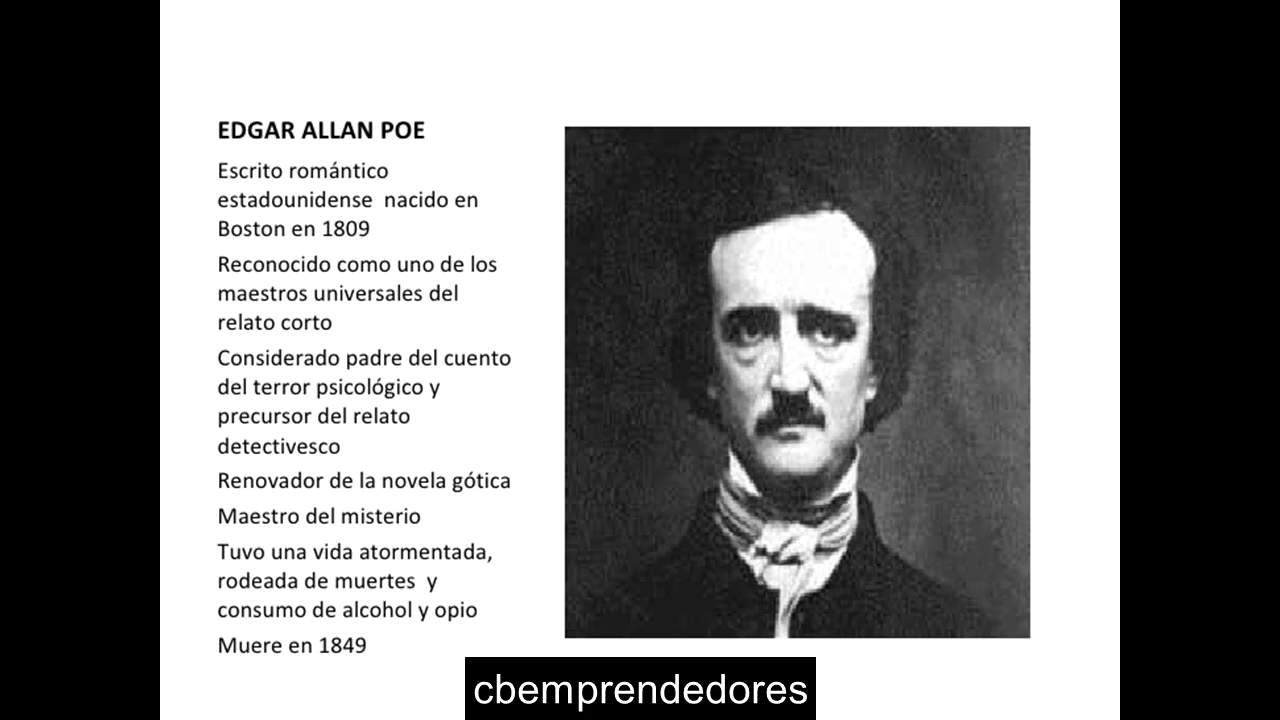 EDGAR ALLAN POE
Escrito romántico
estadounidense  nacido en
Boston en 1809
Reconocido como uno de los
maestros universales del
relato corto
Considerado padre del cuento
del terror psicológico y
precursor del relato
detectivesco
Renovador de la novela gótica
Maestro del misterio
Tuvo una vida atormentada,
rodeada de muertes  y
consumo de alcohol y opio
Muere en 1849
cbemprendedores